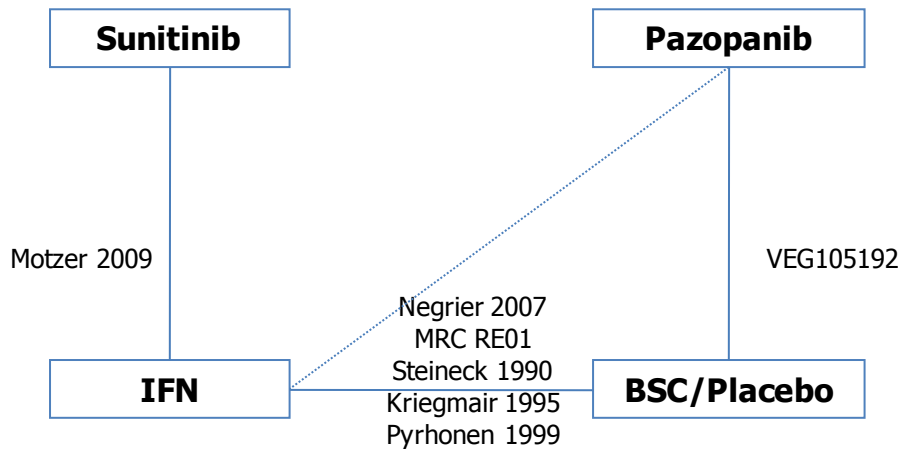 Sunitinib
Pazopanib
Motzer 2009
VEG105192
Negrier 2007
MRC RE01
Steineck 1990
Kriegmair 1995
Pyrhonen 1999
IFN
BSC/Placebo